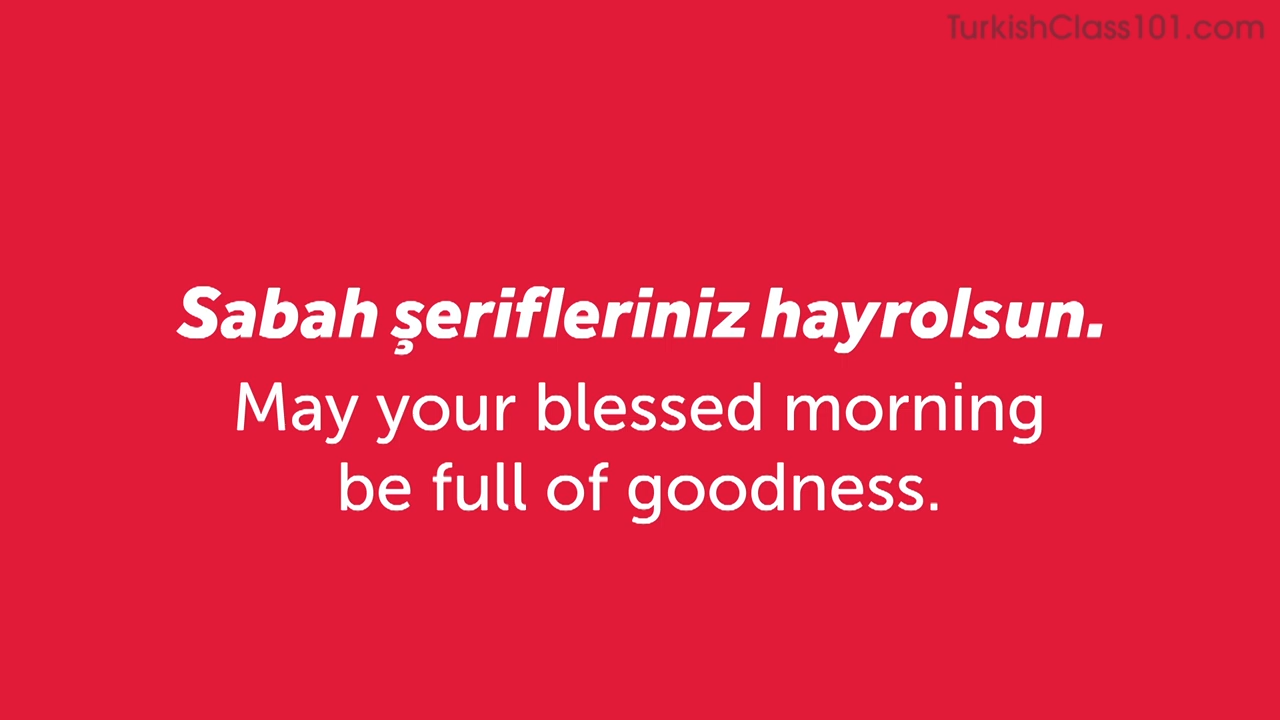 TurkishClass101.com
Sabah şerifleriniz hayrolsun.
May your blessed morning
be full of goodness.